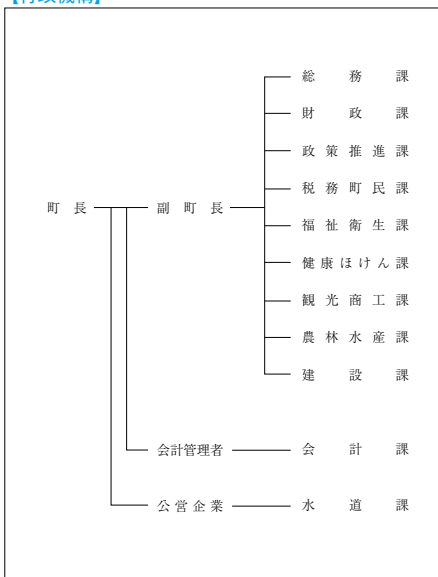 【行政機構】
総務課
財政課
政策推進課
税務町民課
町長 副町長 福祉衛生課
健康ほけん課
観光商工課
農林水産課
建設課
会計管理者 会計課
公営企業 水道課